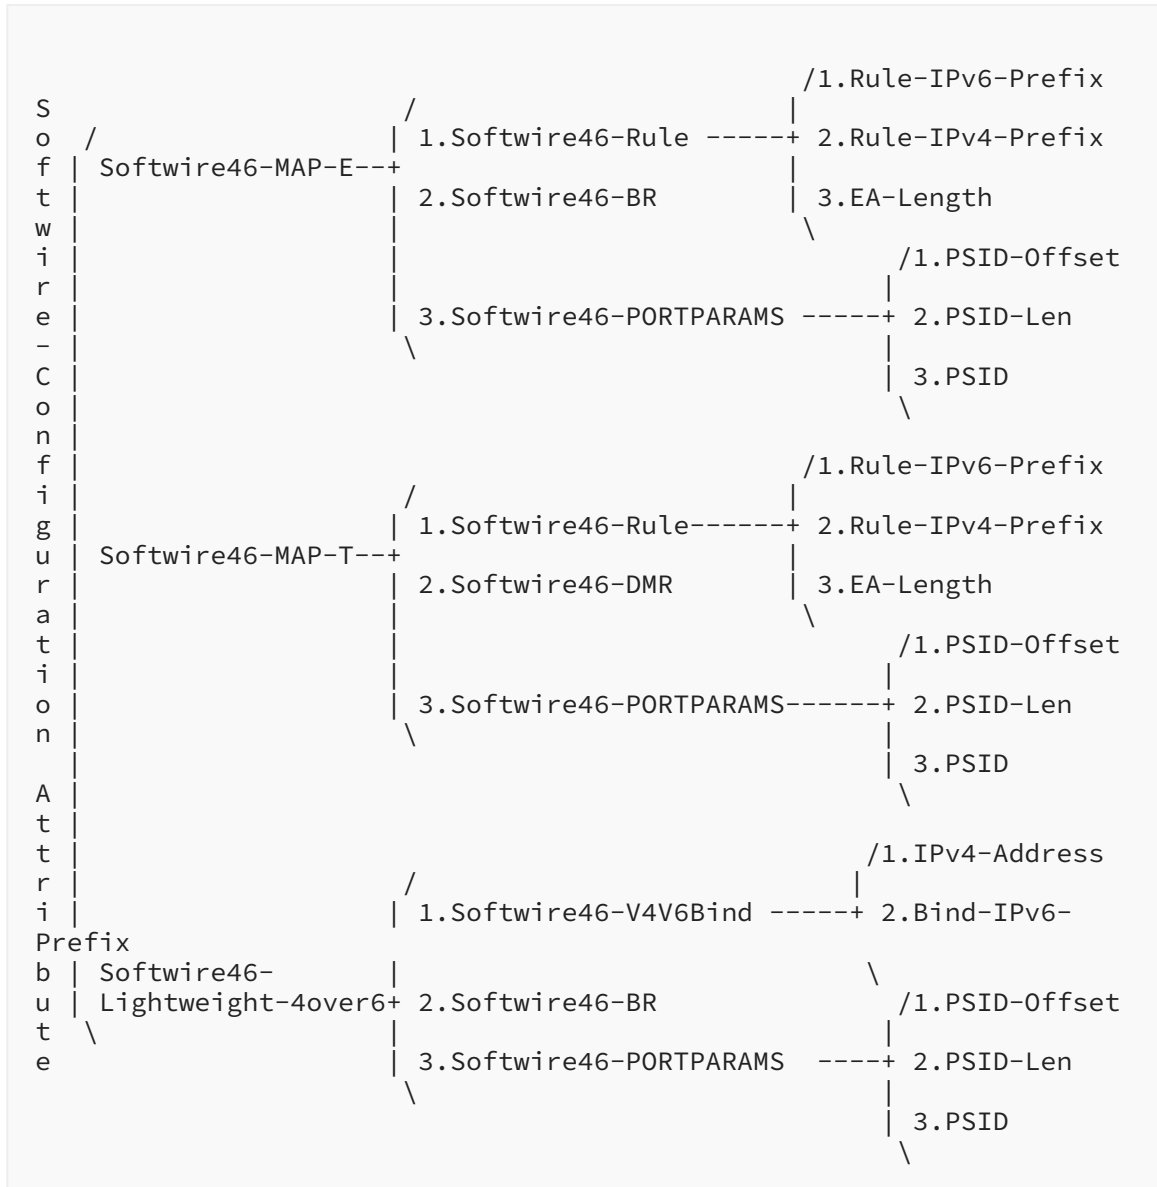 /1.Rule-IPv6-Prefix
S                      /                       |
o  /                  | 1.Softwire46-Rule -----+ 2.Rule-IPv4-Prefix
f | Softwire46-MAP-E--+                        |
t |                   | 2.Softwire46-BR        | 3.EA-Length
w |                   |                         \
i |                   |                               /1.PSID-Offset
r |                   |                              |
e |                   | 3.Softwire46-PORTPARAMS -----+ 2.PSID-Len
- |                    \                             |
C |                                                  | 3.PSID
o |                                                   \
n |
f |                                             /1.Rule-IPv6-Prefix
i |                    /                       |
g |                   | 1.Softwire46-Rule------+ 2.Rule-IPv4-Prefix
u | Softwire46-MAP-T--+                        |
r |                   | 2.Softwire46-DMR       | 3.EA-Length
a |                   |                         \
t |                   |                               /1.PSID-Offset
i |                   |                              |
o |                   | 3.Softwire46-PORTPARAMS------+ 2.PSID-Len
n |                    \                             |
  |                                                  | 3.PSID
A |                                                   \
t |
t |                                                 /1.IPv4-Address
r |                    /                           |
i |                   | 1.Softwire46-V4V6Bind -----+ 2.Bind-IPv6-
Prefix
b | Softwire46-       |                             \
u | Lightweight-4over6+ 2.Softwire46-BR               /1.PSID-Offset
t  \                  |                              |
e                     | 3.Softwire46-PORTPARAMS  ----+ 2.PSID-Len
                       \                             |
                                                     | 3.PSID
                                                      \